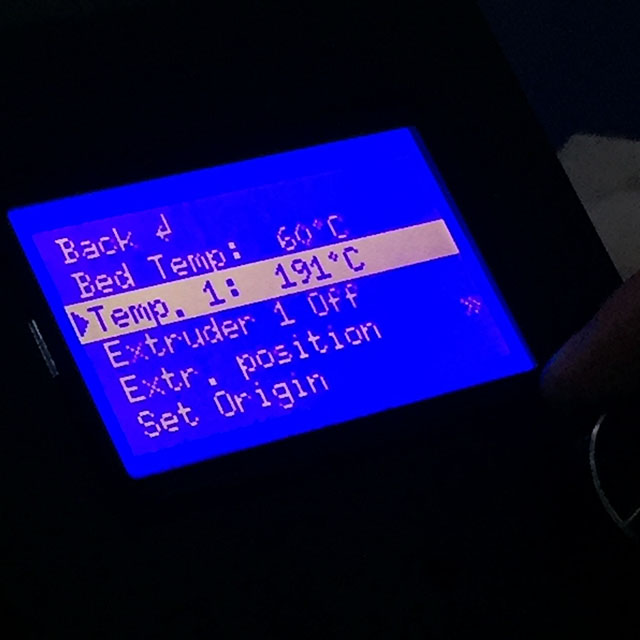 Back ↲
Bed Temp: 60°C
Temp. 1: 191°C
Extruder 1 Off
Extr. position »
Set Origin